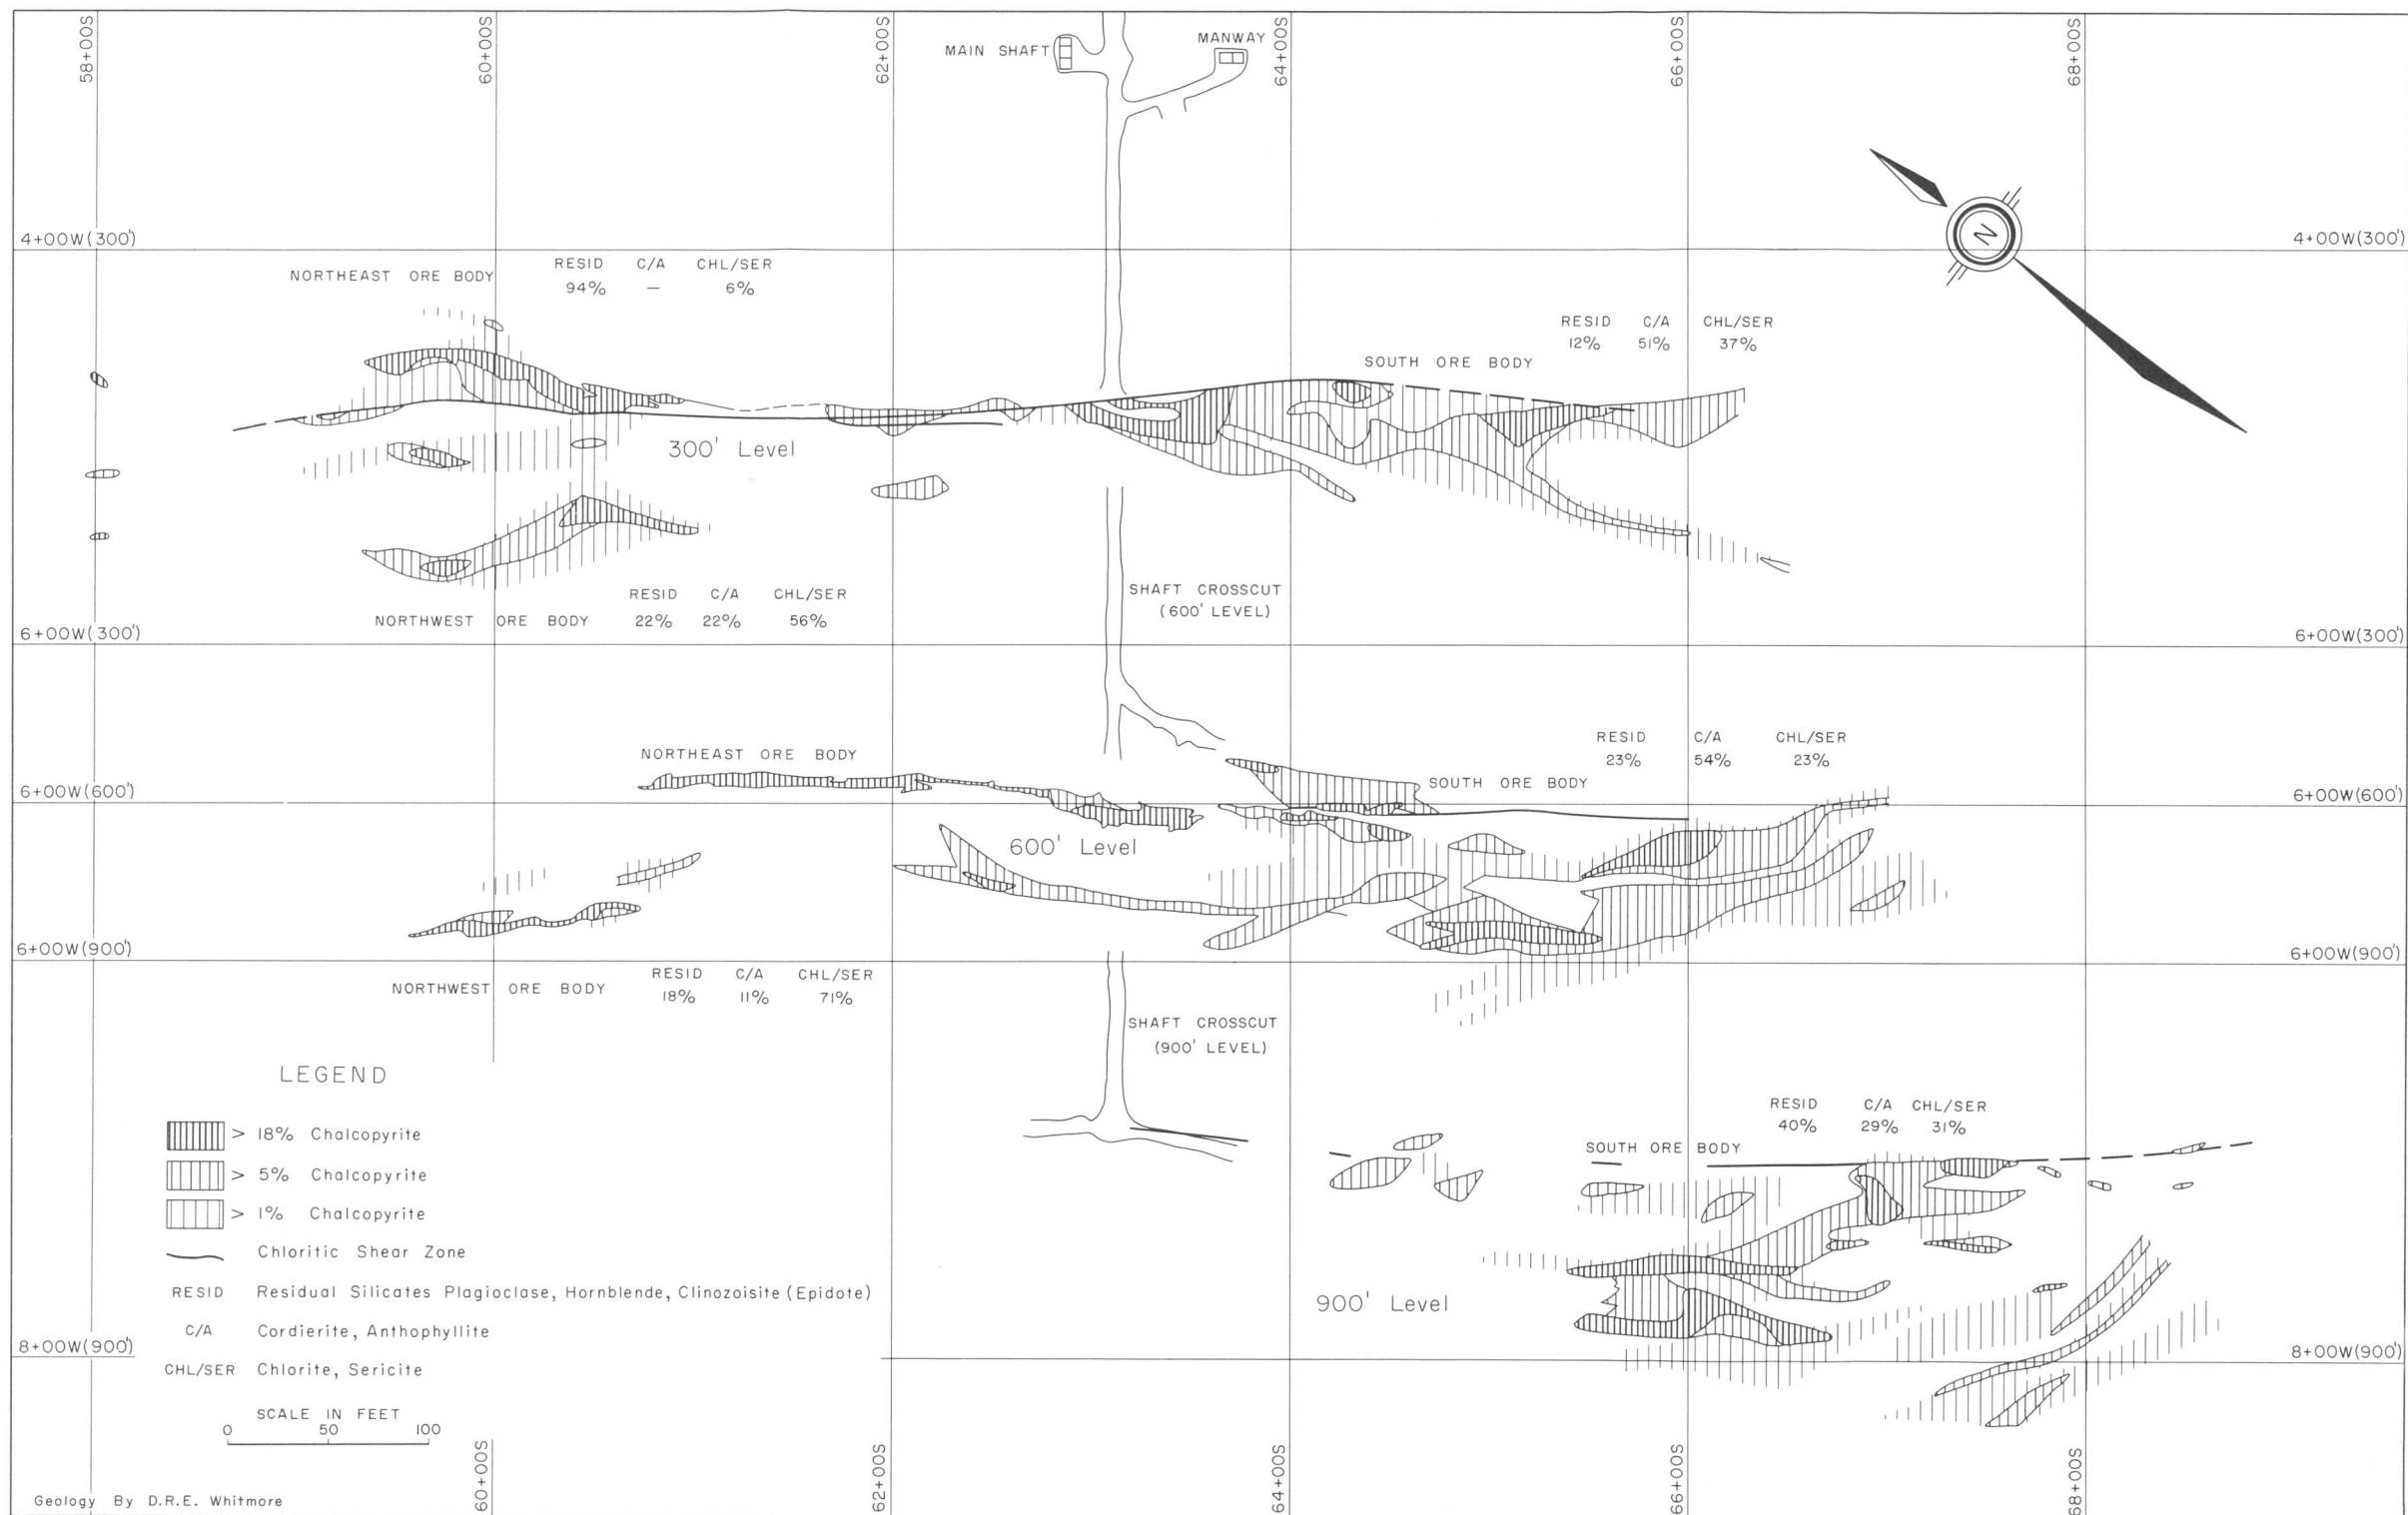 58+00S
60+00S
62+00S
64+00S
66+00S
68+00S
MAIN SHAFT
MANWAY
N
4+00W(300')
4+00W(300')
NORTHEAST ORE BODY
RESID C/A CHL/SER
94% — 6%
RESID C/A CHL/SER
12% 51% 37%
SOUTH ORE BODY
300' Level
SHAFT CROSSCUT
(600' LEVEL)
RESID C/A CHL/SER
NORTHWEST ORE BODY 22% 22% 56%
6+00W(300')
6+00W(300')
NORTHEAST ORE BODY
RESID C/A CHL/SER
23% 54% 23%
SOUTH ORE BODY
6+00W(600')
6+00W(600')
600' Level
6+00W(900')
6+00W(900')
RESID C/A CHL/SER
NORTHWEST ORE BODY 18% 11% 71%
SHAFT CROSSCUT
(900' LEVEL)
LEGEND
> 18% Chalcopyrite
> 5% Chalcopyrite
> 1% Chalcopyrite
Chloritic Shear Zone
RESID Residual Silicates Plagioclase, Hornblende, Clinozoisite (Epidote)
C/A Cordierite, Anthophyllite
CHL/SER Chlorite, Sericite
RESID C/A CHL/SER
40% 29% 31%
SOUTH ORE BODY
900' Level
8+00W(900')
8+00W(900')
SCALE IN FEET
0 50 100
60+00S
62+00S
64+00S
66+00S
68+00S
Geology By D.R.E. Whitmore